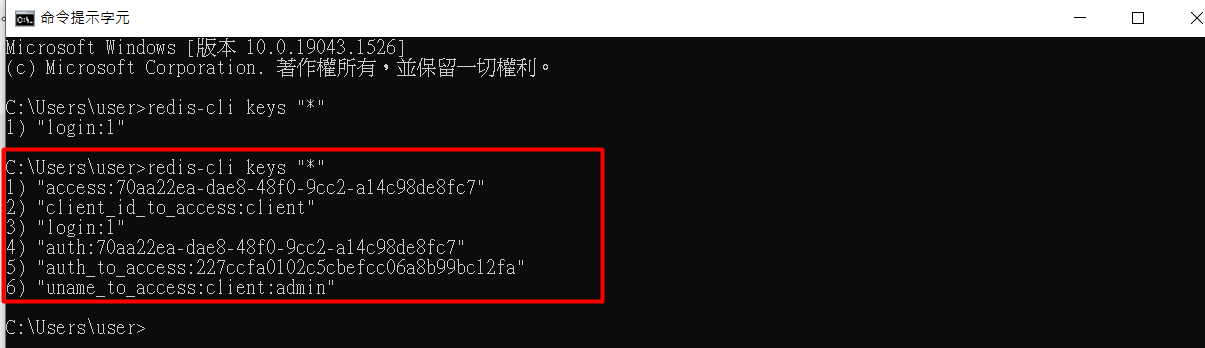 命令提示字元
Microsoft Windows [版本 10.0.19043.1526]
(c) Microsoft Corporation. 著作權所有，並保留一切權利。
C:\Users\user>redis-cli keys "*"
1) "login:1"
C:\Users\user>redis-cli keys "*"
1) "access:70aa22ea-dae8-48f0-9cc2-a14c98de8fc7"
2) "client_id_to_access:client"
3) "login:1"
4) "auth:70aa22ea-dae8-48f0-9cc2-a14c98de8fc7"
5) "auth_to_access:227ccfa0102c5cbefcc06a8b99bc12fa"
6) "uname_to_access:client:admin"
C:\Users\user>